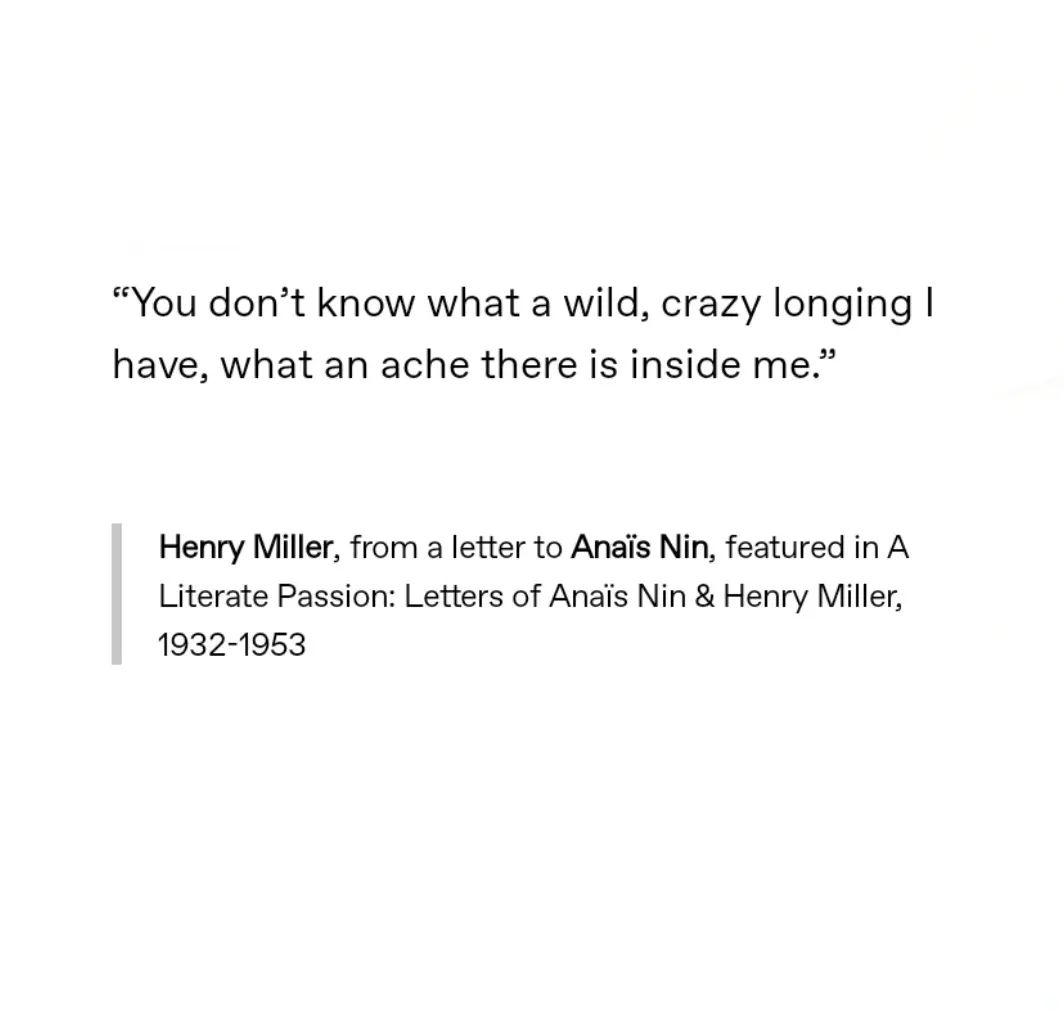 “You don’t know what a wild, crazy longing I
have, what an ache there is inside me.”
Henry Miller, from a letter to Anaïs Nin, featured in A
Literate Passion: Letters of Anaïs Nin & Henry Miller,
1932-1953